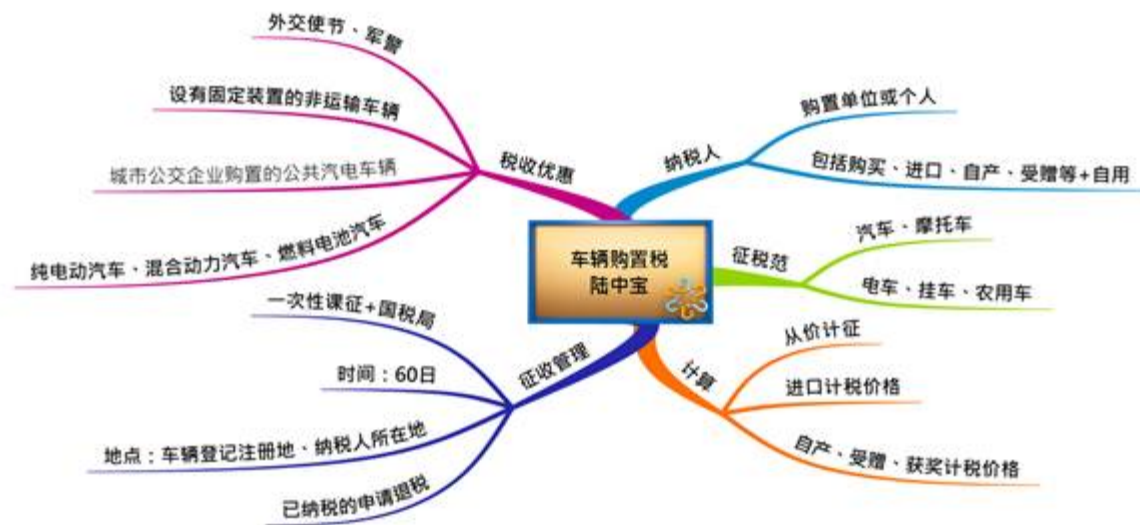 车辆购置税
陆中宝
纳税人
购置单位或个人
包括购买、进口、自产、受赠等+自用
征税范
汽车、摩托车
电车、挂车、农用车
计算
从价计征
进口计税价格
自产、受赠、获奖计税价格
税收优惠
外交使节、军警
设有固定装置的非运输车辆
城市公交企业购置的公共汽电车辆
纯电动汽车、混合动力汽车、燃料电池汽车
征收管理
一次性课征+国税局
时间：60日
地点：车辆登记注册地、纳税人所在地
已纳税的申请退税